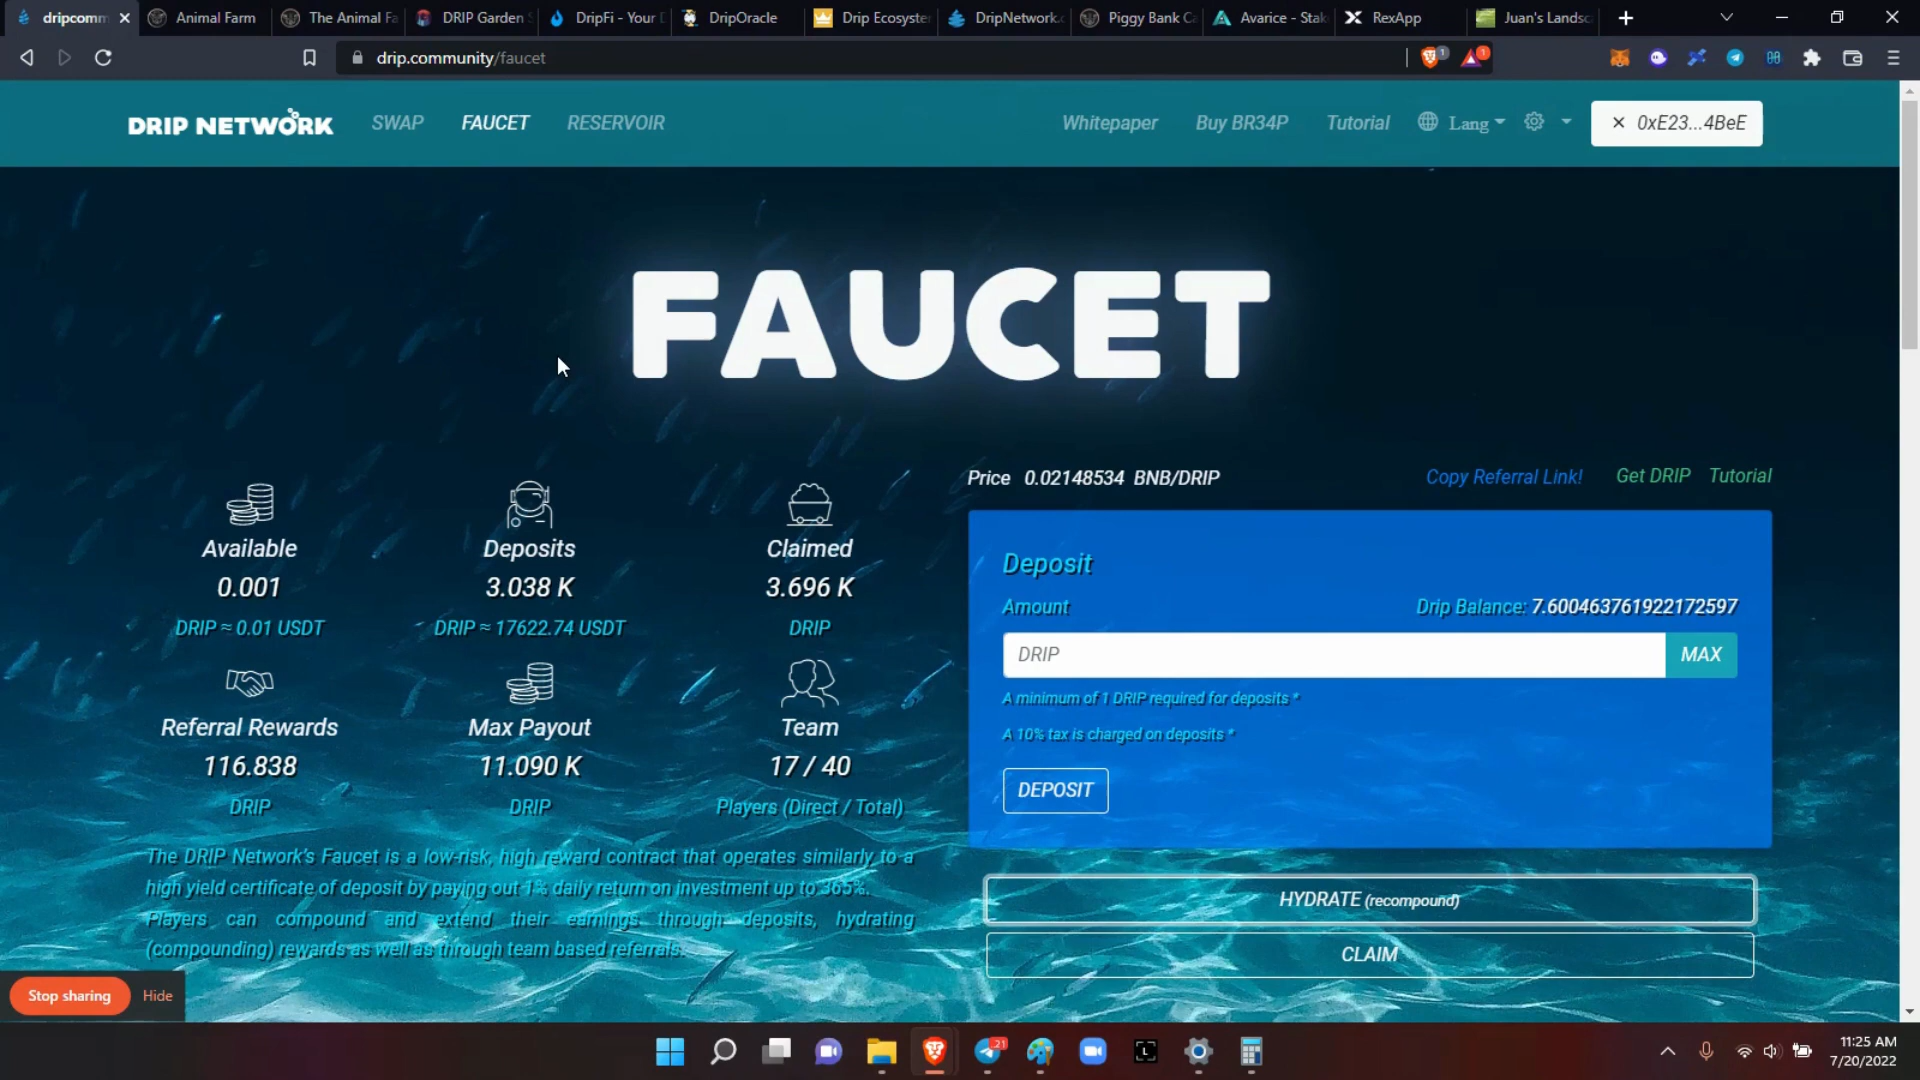 dripcomm
Animal Farm
The Animal Fa
DRIP Garden S
DripFi - Your D
DripOracle
Drip Ecosyster
DripNetwork.c
Piggy Bank Ca
Avarice - Stak
RexApp
Juan's Landsc
drip.community/faucet
1
1
DRIP NETWORK
SWAP
FAUCET
RESERVOIR
Whitepaper
Buy BR34P
Tutorial
Lang
× 0xE23...4BeE
FAUCET
Price 0.02148534 BNB/DRIP
Copy Referral Link!
Get DRIP
Tutorial
Available
0.001
DRIP ≈ 0.01 USDT
Deposits
3.038 K
DRIP ≈ 17622.74 USDT
Claimed
3.696 K
DRIP
Referral Rewards
116.838
DRIP
Max Payout
11.090 K
DRIP
Team
17 / 40
Players (Direct / Total)
The DRIP Network's Faucet is a low-risk, high reward contract that operates similarly to a
high yield certificate of deposit by paying out 1% daily return on investment up to 365%.
Players can compound and extend their earnings through deposits, hydrating
(compounding) rewards as well as through team based referrals.
Deposit
Amount
Drip Balance: 7.600463761922172597
DRIP
MAX
A minimum of 1 DRIP required for deposits *
A 10% tax is charged on deposits *
DEPOSIT
HYDRATE (recompound)
CLAIM
Stop sharing
Hide
21
L
11:25 AM
7/20/2022